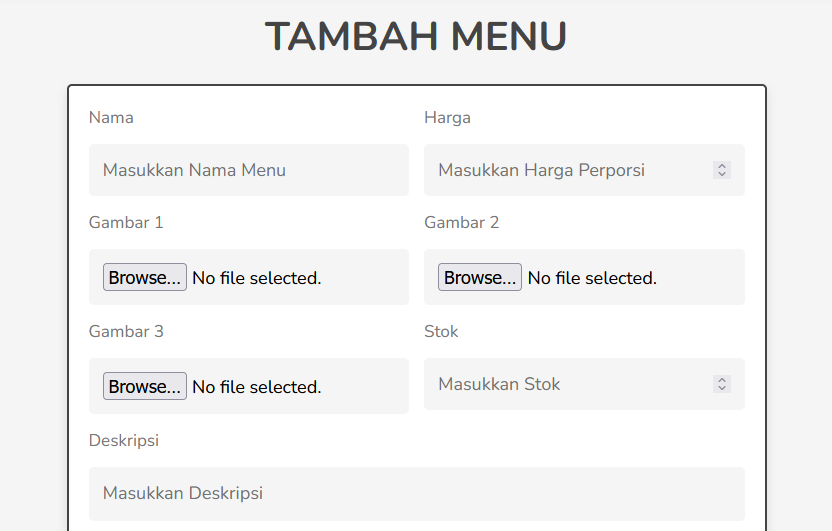 TAMBAH MENU
Nama
Harga
Masukkan Nama Menu
Masukkan Harga Perporsi
Gambar 1
Gambar 2
Browse... No file selected.
Browse... No file selected.
Gambar 3
Stok
Browse... No file selected.
Masukkan Stok
Deskripsi
Masukkan Deskripsi